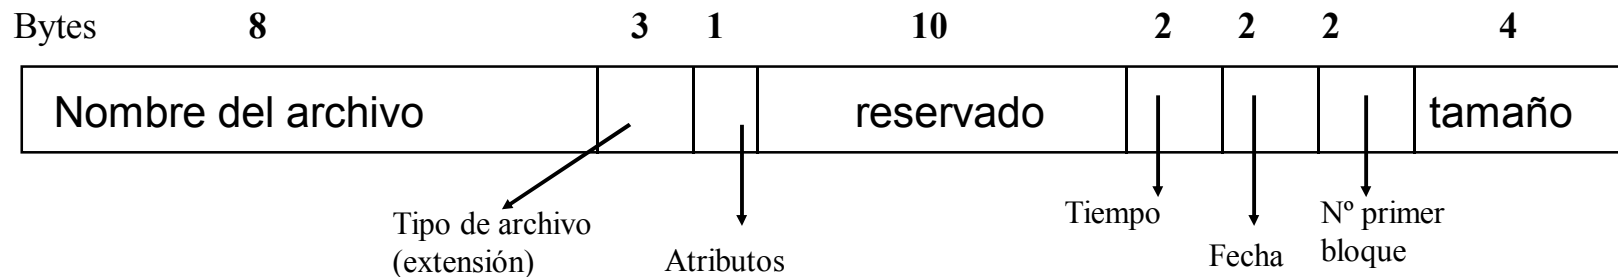 Bytes 8 3 1 10 2 2 2 4
Nombre del archivo reservado tamaño
Tipo de archivo
(extensión)
Atributos
Tiempo
Fecha
Nº primer
bloque